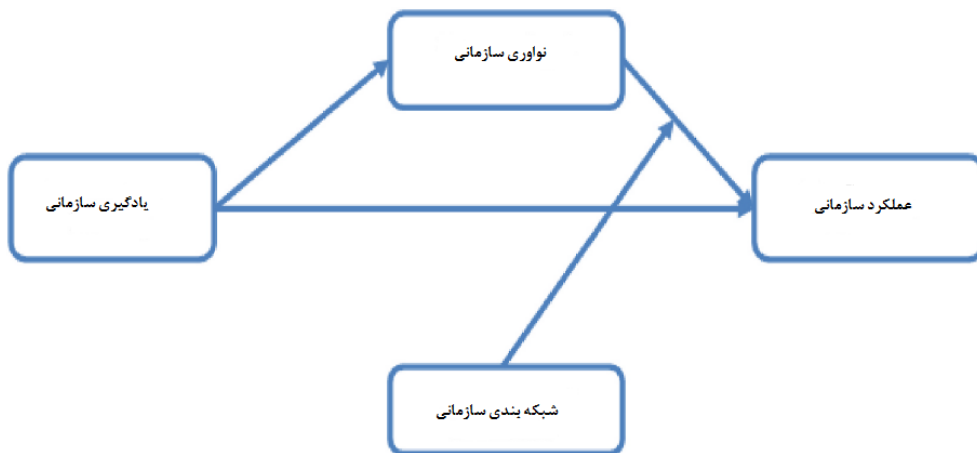 نواوری سازمانی
یادگیری سازمانی
عملکرد سازمانی
شبکه بندی سازمانی